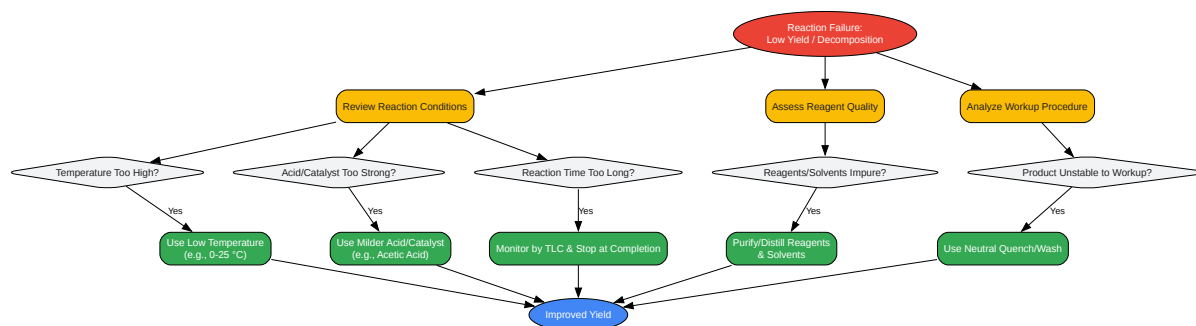 Reaction Failure:
Low Yield / Decomposition
Review Reaction Conditions
Assess Reagent Quality
Analyze Workup Procedure
Temperature Too High?
Acid/Catalyst Too Strong?
Reaction Time Too Long?
Reagents/Solvents Impure?
Product Unstable to Workup?
Yes
Yes
Yes
Yes
Yes
Use Low Temperature
(e.g., 0-25 °C)
Use Milder Acid/Catalyst
(e.g., Acetic Acid)
Monitor by TLC & Stop at Completion
Purify/Distill Reagents
& Solvents
Use Neutral Quench/Wash
Improved Yield